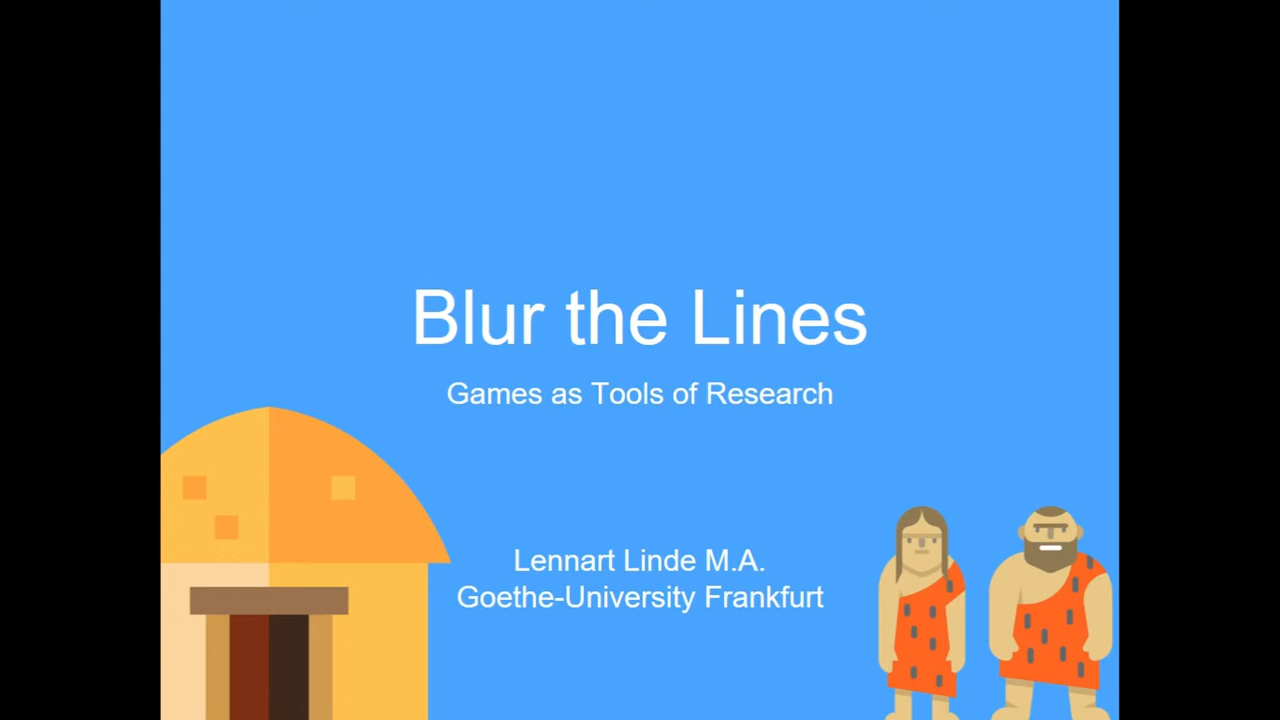 Blur the Lines
Games as Tools of Research
Lennart Linde M.A.
Goethe-University Frankfurt